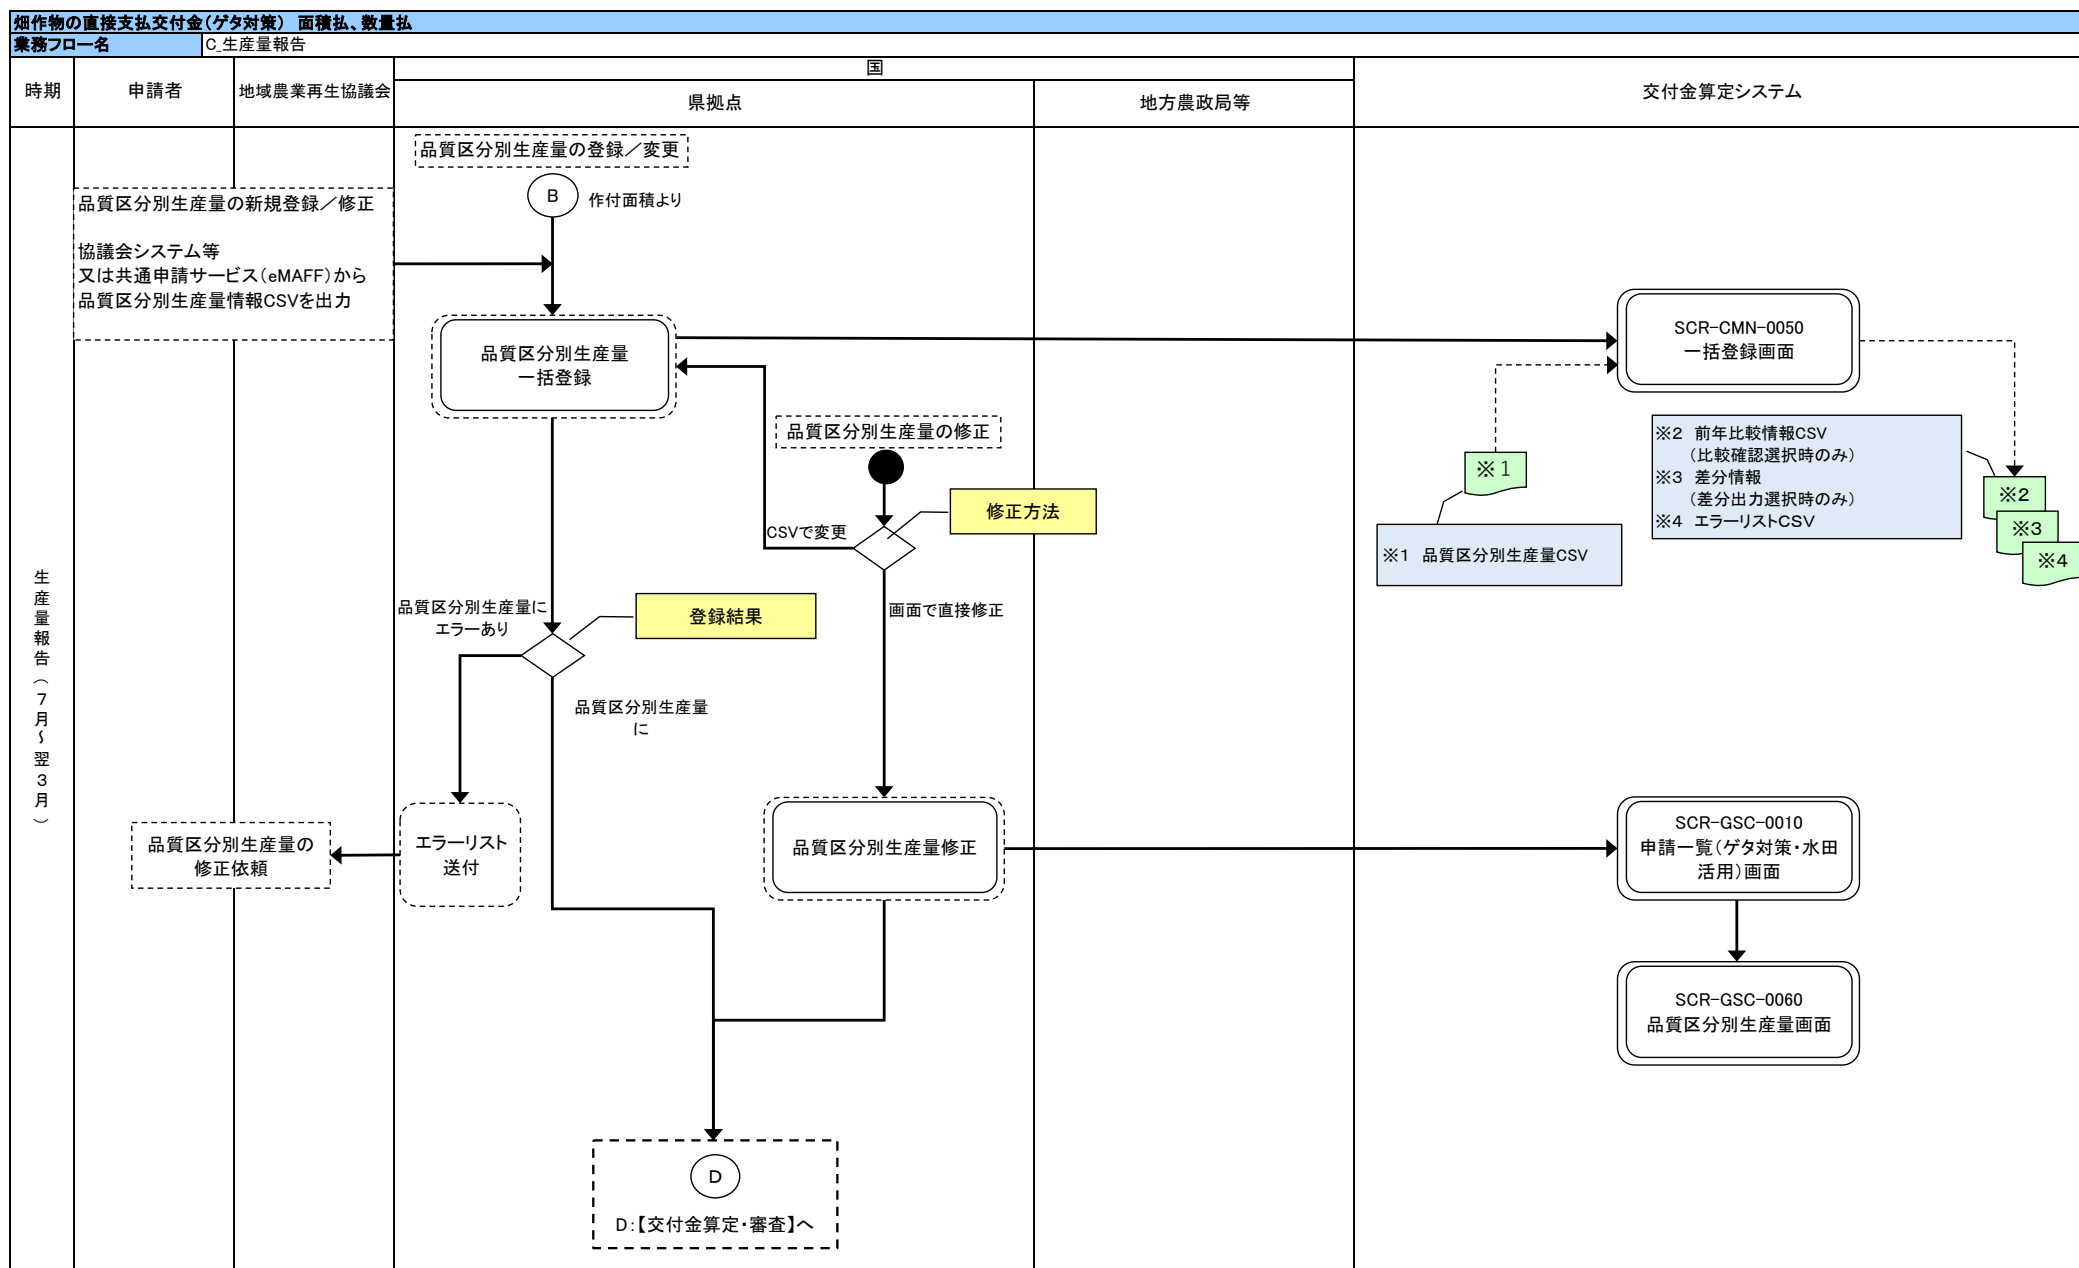 畑作物の直接支払交付金（ゲタ対策）　面積払、数量払
業務フロー名
C_生産量報告
時期
申請者
地域農業再生協議会
国
県拠点
地方農政局等
交付金算定システム
生産量報告（７月～翌３月）
品質区分別生産量の登録／変更
B
作付面積より
品質区分別生産量の新規登録／修正
協議会システム等
又は共通申請サービス（eMAFF）から
品質区分別生産量情報CSVを出力
品質区分別生産量
一括登録
SCR-CMN-0050
一括登録画面
品質区分別生産量の修正
修正方法
CSVで変更
画面で直接修正
※１
※1　品質区分別生産量CSV
※2　前年比較情報CSV
（比較確認選択時のみ）
※3　差分情報
（差分出力選択時のみ）
※4　エラーリストCSV
※2
※3
※4
品質区分別生産量に
エラーあり
登録結果
品質区分別生産量
に
品質区分別生産量の
修正依頼
エラーリスト
送付
品質区分別生産量修正
SCR-GSC-0010
申請一覧（ゲタ対策・水田
活用）画面
SCR-GSC-0060
品質区分別生産量画面
D
D：【交付金算定・審査】へ